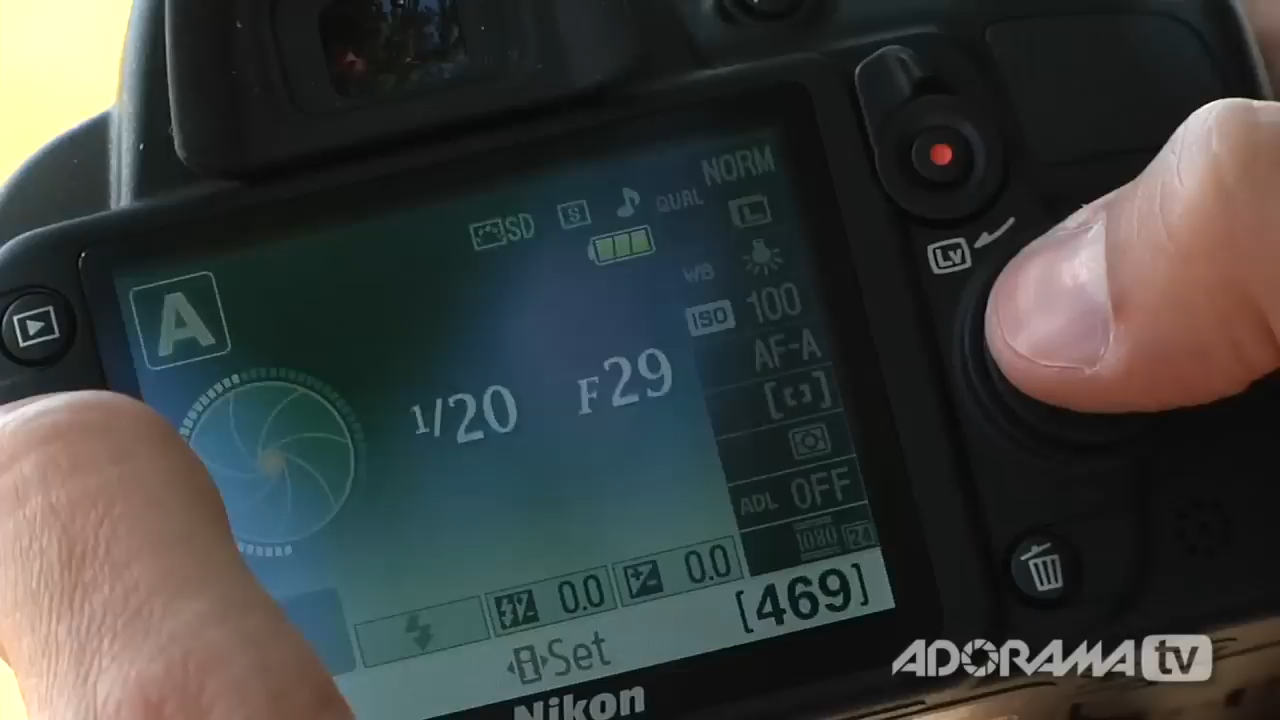 NORM
SD S QUAL L
WB
A
ISO 100
AF-A
1/20 F29
ADL OFF
1080
0.0 0.0
[469]
i Set
Nikon
Lv
ADORAMA tv